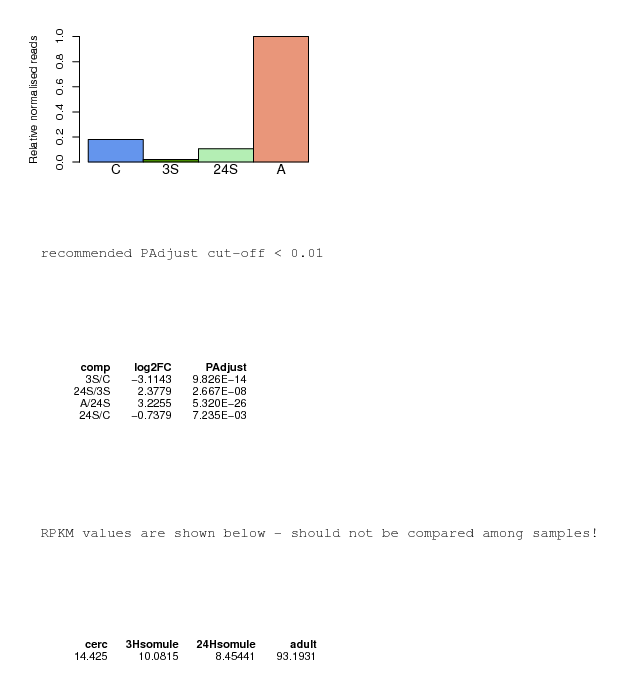 Relative normalised reads
1.0
0.8
0.6
0.4
0.2
0.0
C 3S 24S A
recommended PAdjust cut-off < 0.01
comp log2FC PAdjust
3S/C −3.1143 9.826E−14
24S/3S 2.3779 2.667E−08
A/24S 3.2255 5.320E−26
24S/C −0.7379 7.235E−03
RPKM values are shown below - should not be compared among samples!
cerc 3Hsomule 24Hsomule adult
14.425 10.0815 8.45441 93.1931